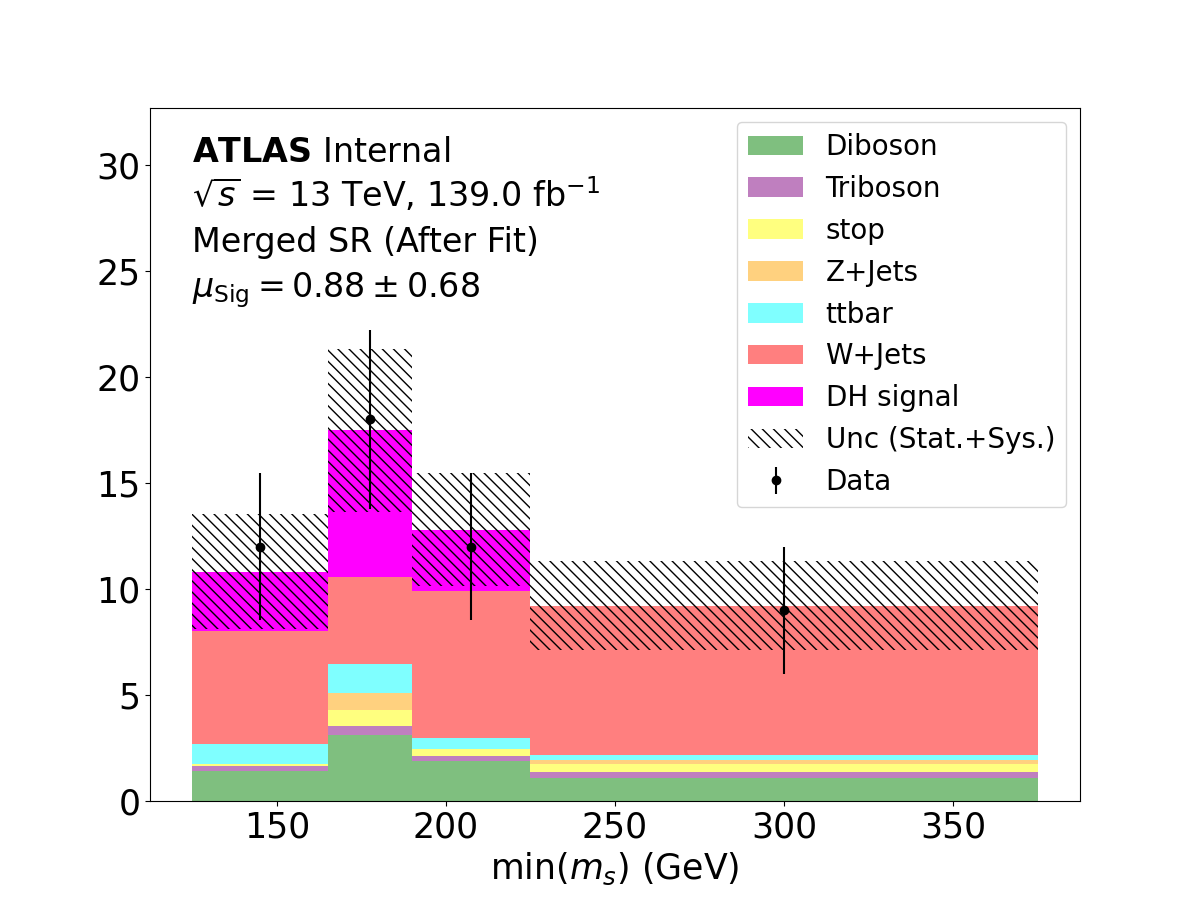 ATLAS Internal
√s = 13 TeV, 139.0 fb⁻¹
Merged SR (After Fit)
μSig = 0.88 ± 0.68
Diboson
Triboson
stop
Z+Jets
ttbar
W+Jets
DH signal
Unc (Stat.+Sys.)
Data
30
25
20
15
10
5
0
150 200 250 300 350
min(mₛ) (GeV)